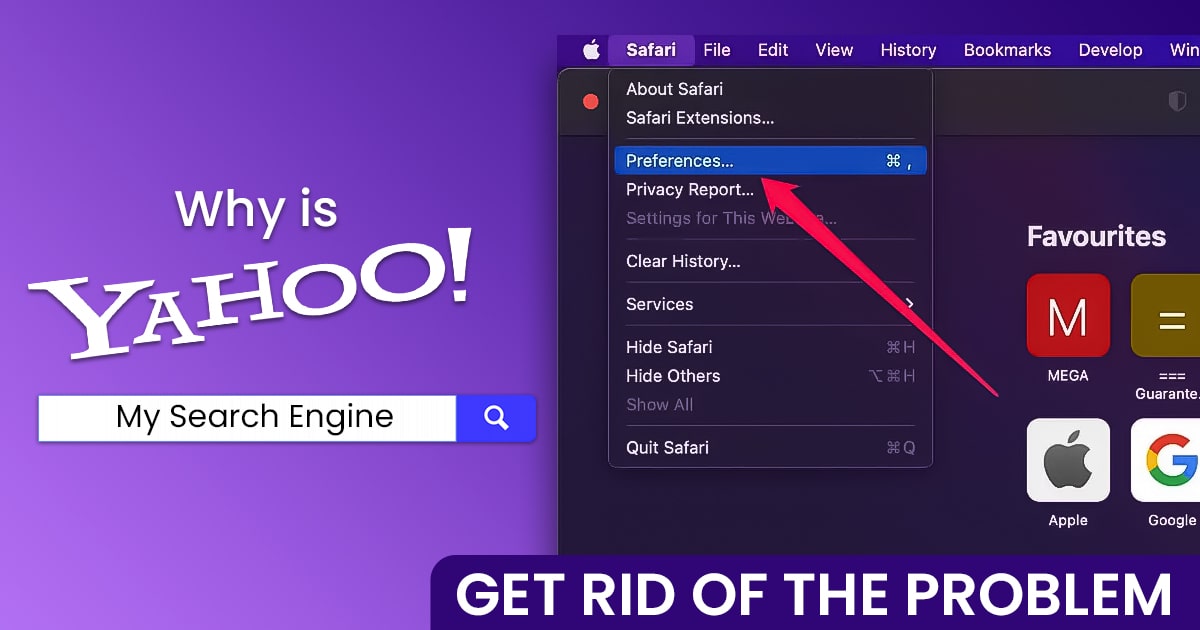 Why is
YAHOO!
My Search Engine
Safari File Edit View History Bookmarks Develop Win
About Safari
Safari Extensions...
Preferences... ⌘ ,
Privacy Report...
Settings for This
Clear History...
Services
Hide Safari ⌘H
Hide Others ⌥⌘H
Show All
Quit Safari ⌘Q
Favourites
M
=
MEGA
===
Guarante.
G
Apple
Google
GET RID OF THE PROBLEM